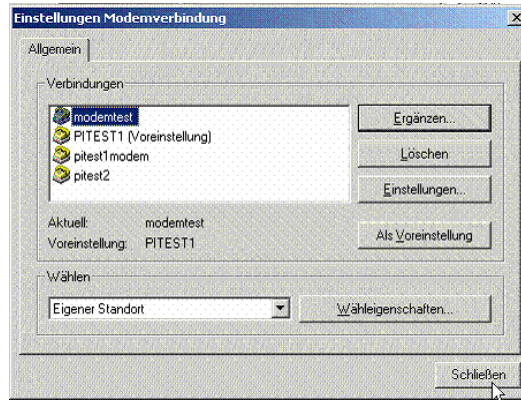 Einstellungen Modemverbindung
Allgemein
Verbindungen
modemtest
PITEST1 (Voreinstellung)
pitest1modem
pitest2
Ergänzen...
Löschen
Einstellungen...
Aktuell: modemtest
Voreinstellung: PITEST1
Als Voreinstellung
Wählen
Eigener Standort
Wähleigenschaften...
Schließen